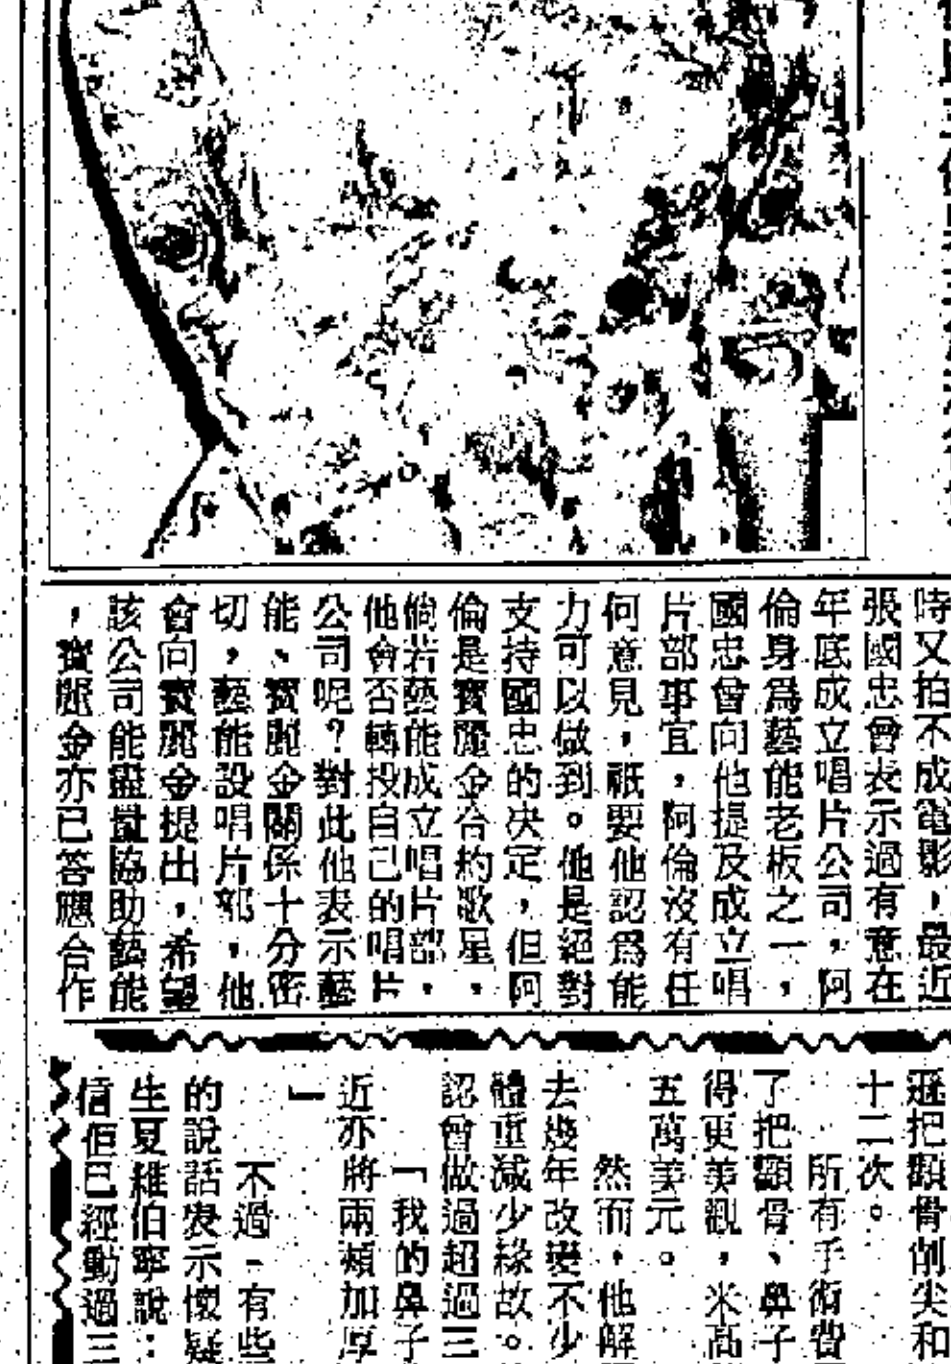 時又拍不成電影，最近
張國忠曾表示過有意在
年底成立唱片公司，阿
倫身爲藝能老板之一，
國忠曾向他提及成立唱
片部事宜，阿倫沒有任
何意見，祇要他認爲能
力可以做到。他是絕對
支持國忠的决定，但阿
倫是寶麗金合約歌星，
倘若藝能成立唱片部，
他會否轉投自己的唱片
公司呢？對此他表示藝
能、寶麗金關係十分密
切，藝能設唱片部，他
會向寶麗金提出，希望
該公司能盡量協助藝能
，寶麗金亦已答應合作
把顴骨削尖和
十二次。
所有手術費
了把顴骨、鼻子
得更美觀，米高
五萬美元。
然而，他解
去幾年改變不少
體重減少緣故。
認曾做過超過三
「我的鼻子
近亦將兩頰加厚
」
不過-有些
的說話表示懷疑
生夏維伯寧說：
信佢已經動過三